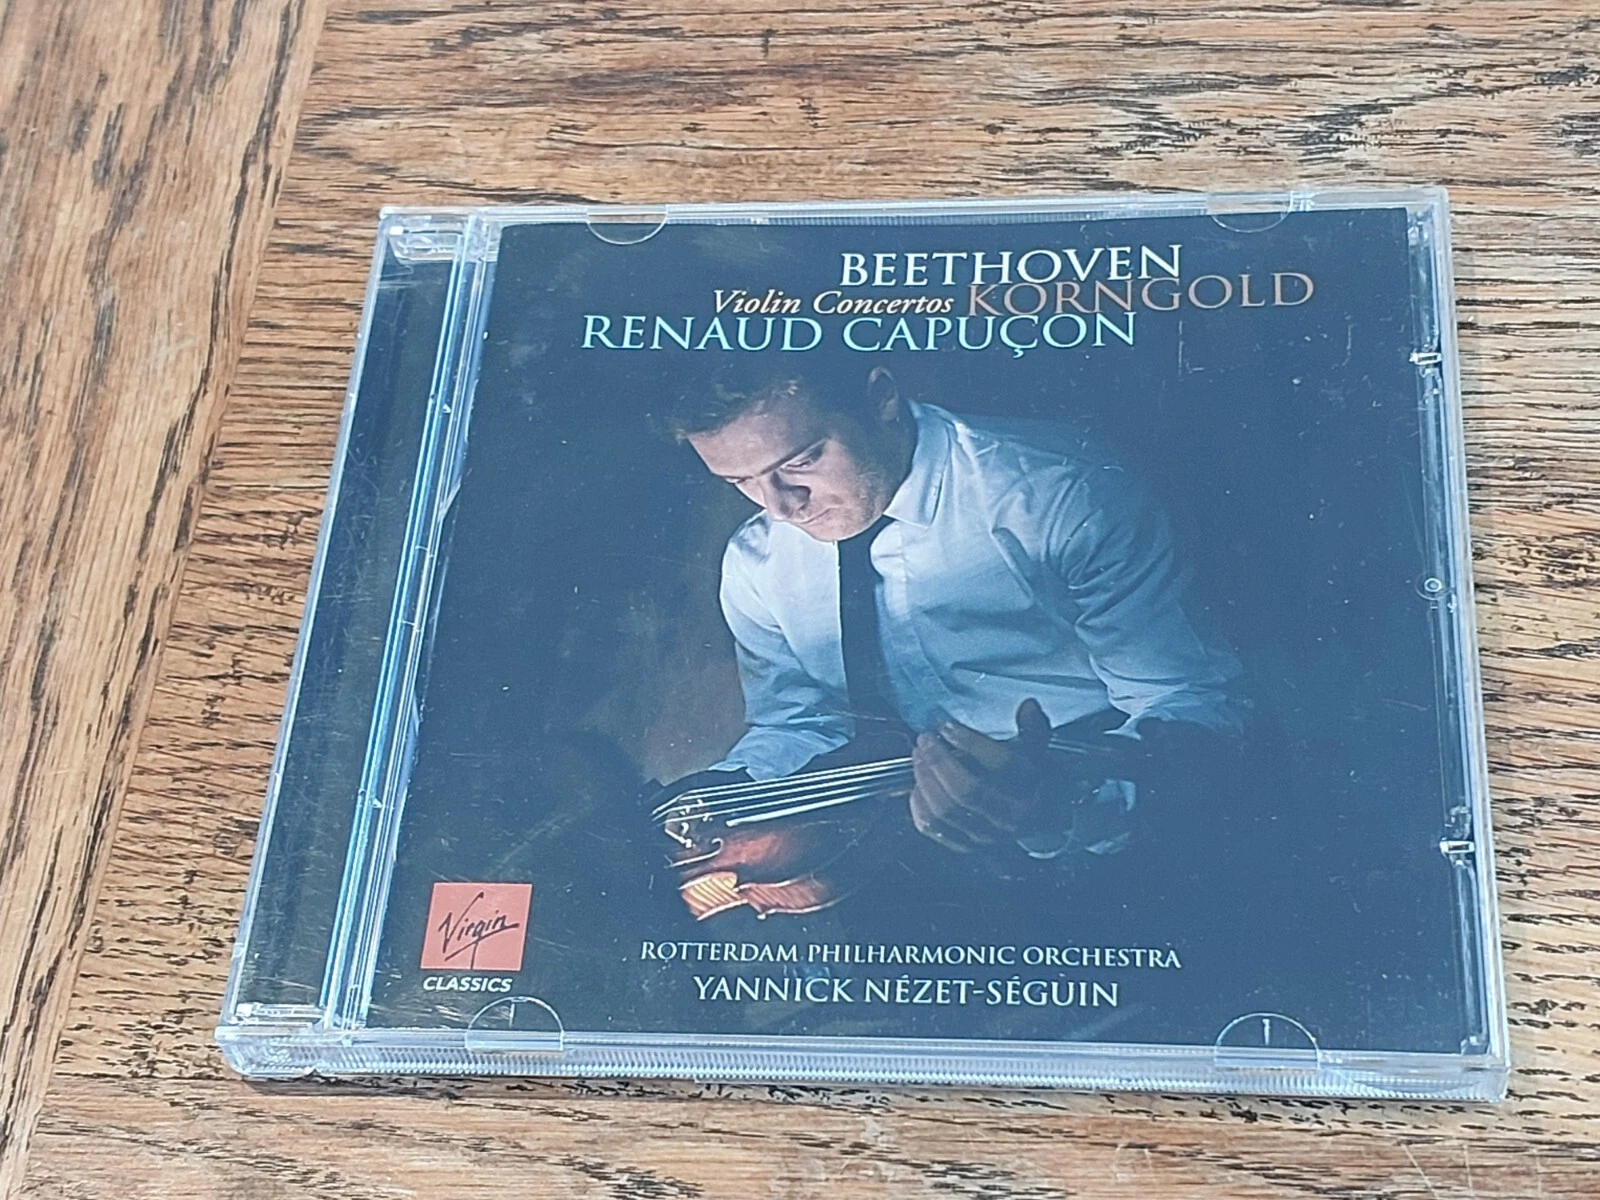 BEETHOVEN
Violin Concertos KORNGOLD
RENAUD CAPUÇON
Virgin
CLASSICS
ROTTERDAM PHILHARMONIC ORCHESTRA
YANNICK NÉZET-SÉGUIN